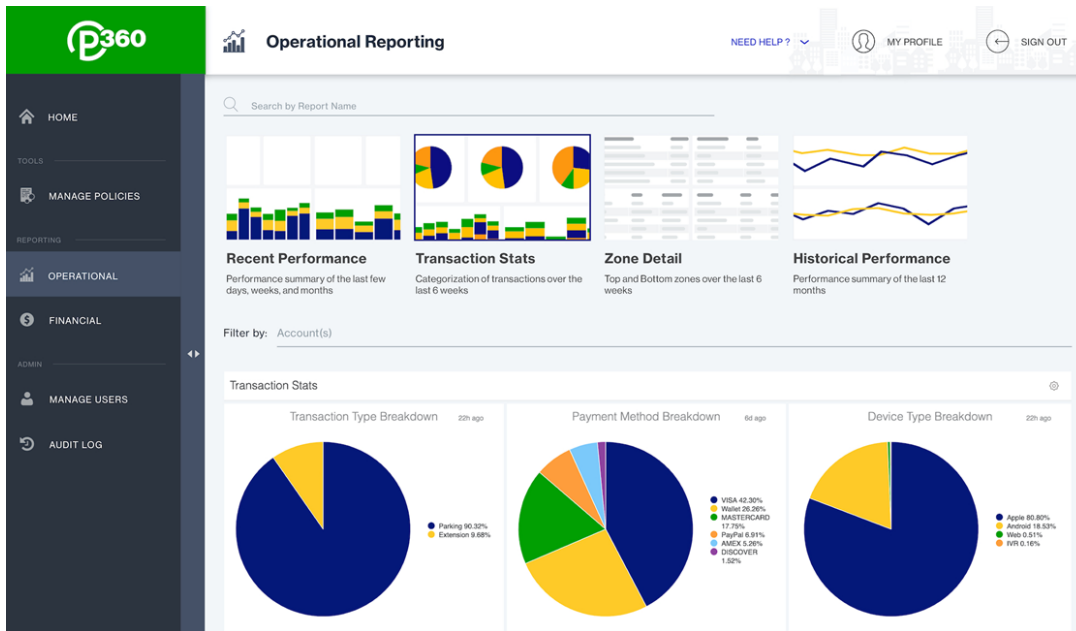 P360
Operational Reporting
NEED HELP ?
MY PROFILE
SIGN OUT
HOME
TOOLS
MANAGE POLICIES
REPORTING
OPERATIONAL
FINANCIAL
ADMIN
MANAGE USERS
AUDIT LOG
Search by Report Name
Recent Performance
Performance summary of the last few
days, weeks, and months
Transaction Stats
Categorization of transactions over the
last 6 weeks
Zone Detail
Top and Bottom zones over the last 6
weeks
Historical Performance
Performance summary of the last 12
months
Filter by: Account(s)
Transaction Stats
Transaction Type Breakdown 22h ago
Parking 90.32%
Extension 9.68%
Payment Method Breakdown 6d ago
VISA 42.30%
Wallet 26.26%
MASTERCARD
17.75%
PayPal 6.91%
AMEX 5.26%
DISCOVER
1.52%
Device Type Breakdown 22h ago
Apple 80.80%
Android 18.53%
Web 0.51%
IVR 0.16%